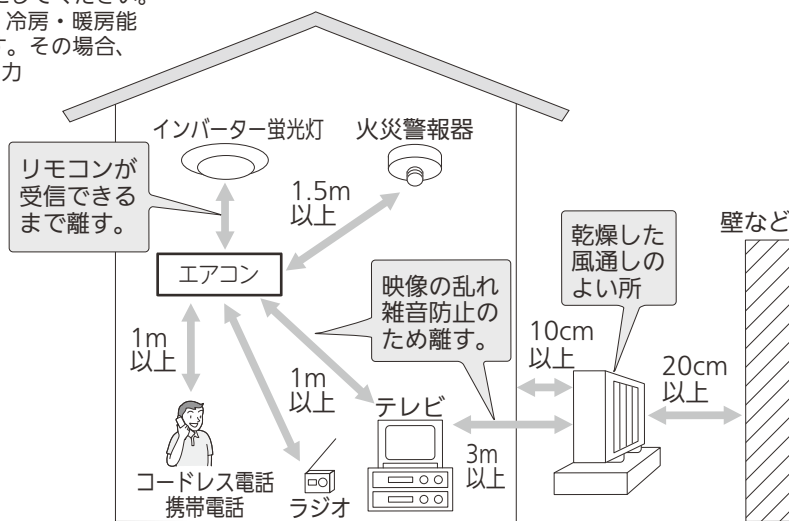 冷房・暖房能
す。その場合、
力
インバーター蛍光灯
火災警報器
リモコンが
受信できる
まで離す。
1.5m
以上
エアコン
映像の乱れ
雑音防止の
ため離す。
乾燥した
風通しの
よい所
壁など
1m
以上
1m
以上
10cm
以上
20cm
以上
テレビ
3m
以上
コードレス電話
携帯電話
ラジオ